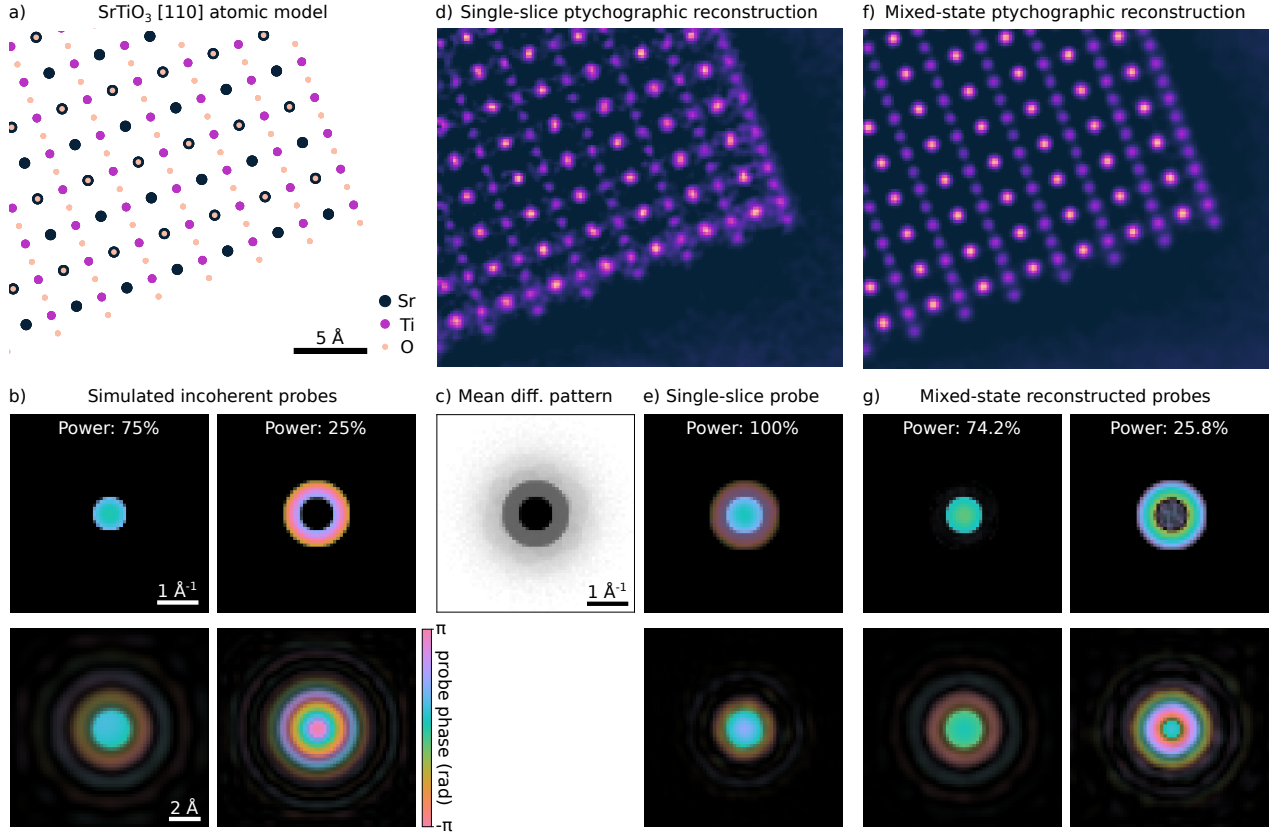 a) SrTiO₃ [110] atomic model
Sr
Ti
O
5 Å
d) Single-slice ptychographic reconstruction
f) Mixed-state ptychographic reconstruction
b) Simulated incoherent probes
Power: 75%
Power: 25%
1 Å⁻¹
2 Å
π
probe phase (rad)
-π
c) Mean diff. pattern
1 Å⁻¹
e) Single-slice probe
Power: 100%
g) Mixed-state reconstructed probes
Power: 74.2%
Power: 25.8%